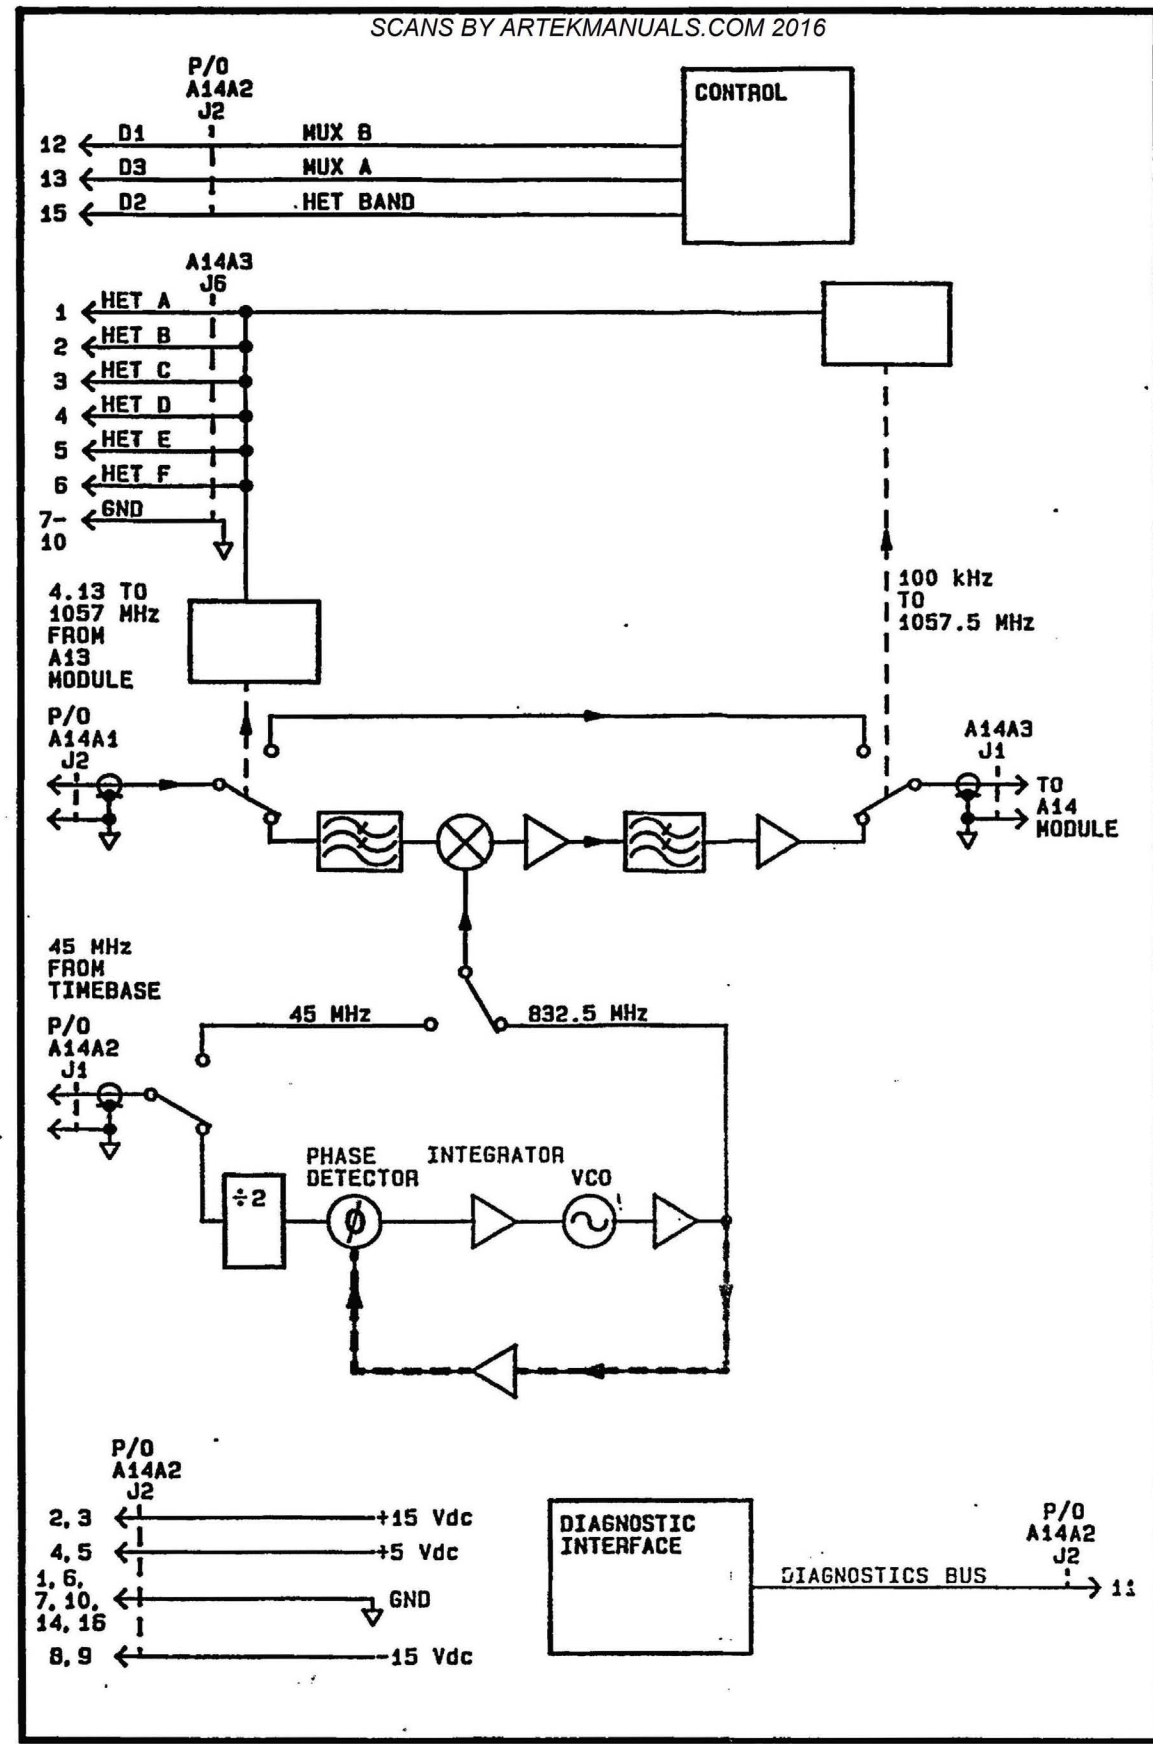 SCANS BY ARTEKMANUALS.COM 2016
P/O
A14A2
J2
CONTROL
12 D1 MUX B
13 D3 MUX A
15 D2 HET BAND
A14A3
J6
1 HET A
2 HET B
3 HET C
4 HET D
5 HET E
6 HET F
7- GND
10
4.13 TO
1057 MHz
FROM
A13
MODULE
100 kHz
TO
1057.5 MHz
P/O
A14A1
J2
A14A3
J1
TO
A14
MODULE
45 MHz
FROM
TIMEBASE
P/O
A14A2
J1
45 MHz
832.5 MHz
PHASE
DETECTOR
INTEGRATOR
VCO
÷2
ϕ
P/O
A14A2
J2
2,3 +15 Vdc
4,5 +5 Vdc
1,6,
7,10, GND
14,16
8,9 -15 Vdc
DIAGNOSTIC
INTERFACE
DIAGNOSTICS BUS
P/O
A14A2
J2
11